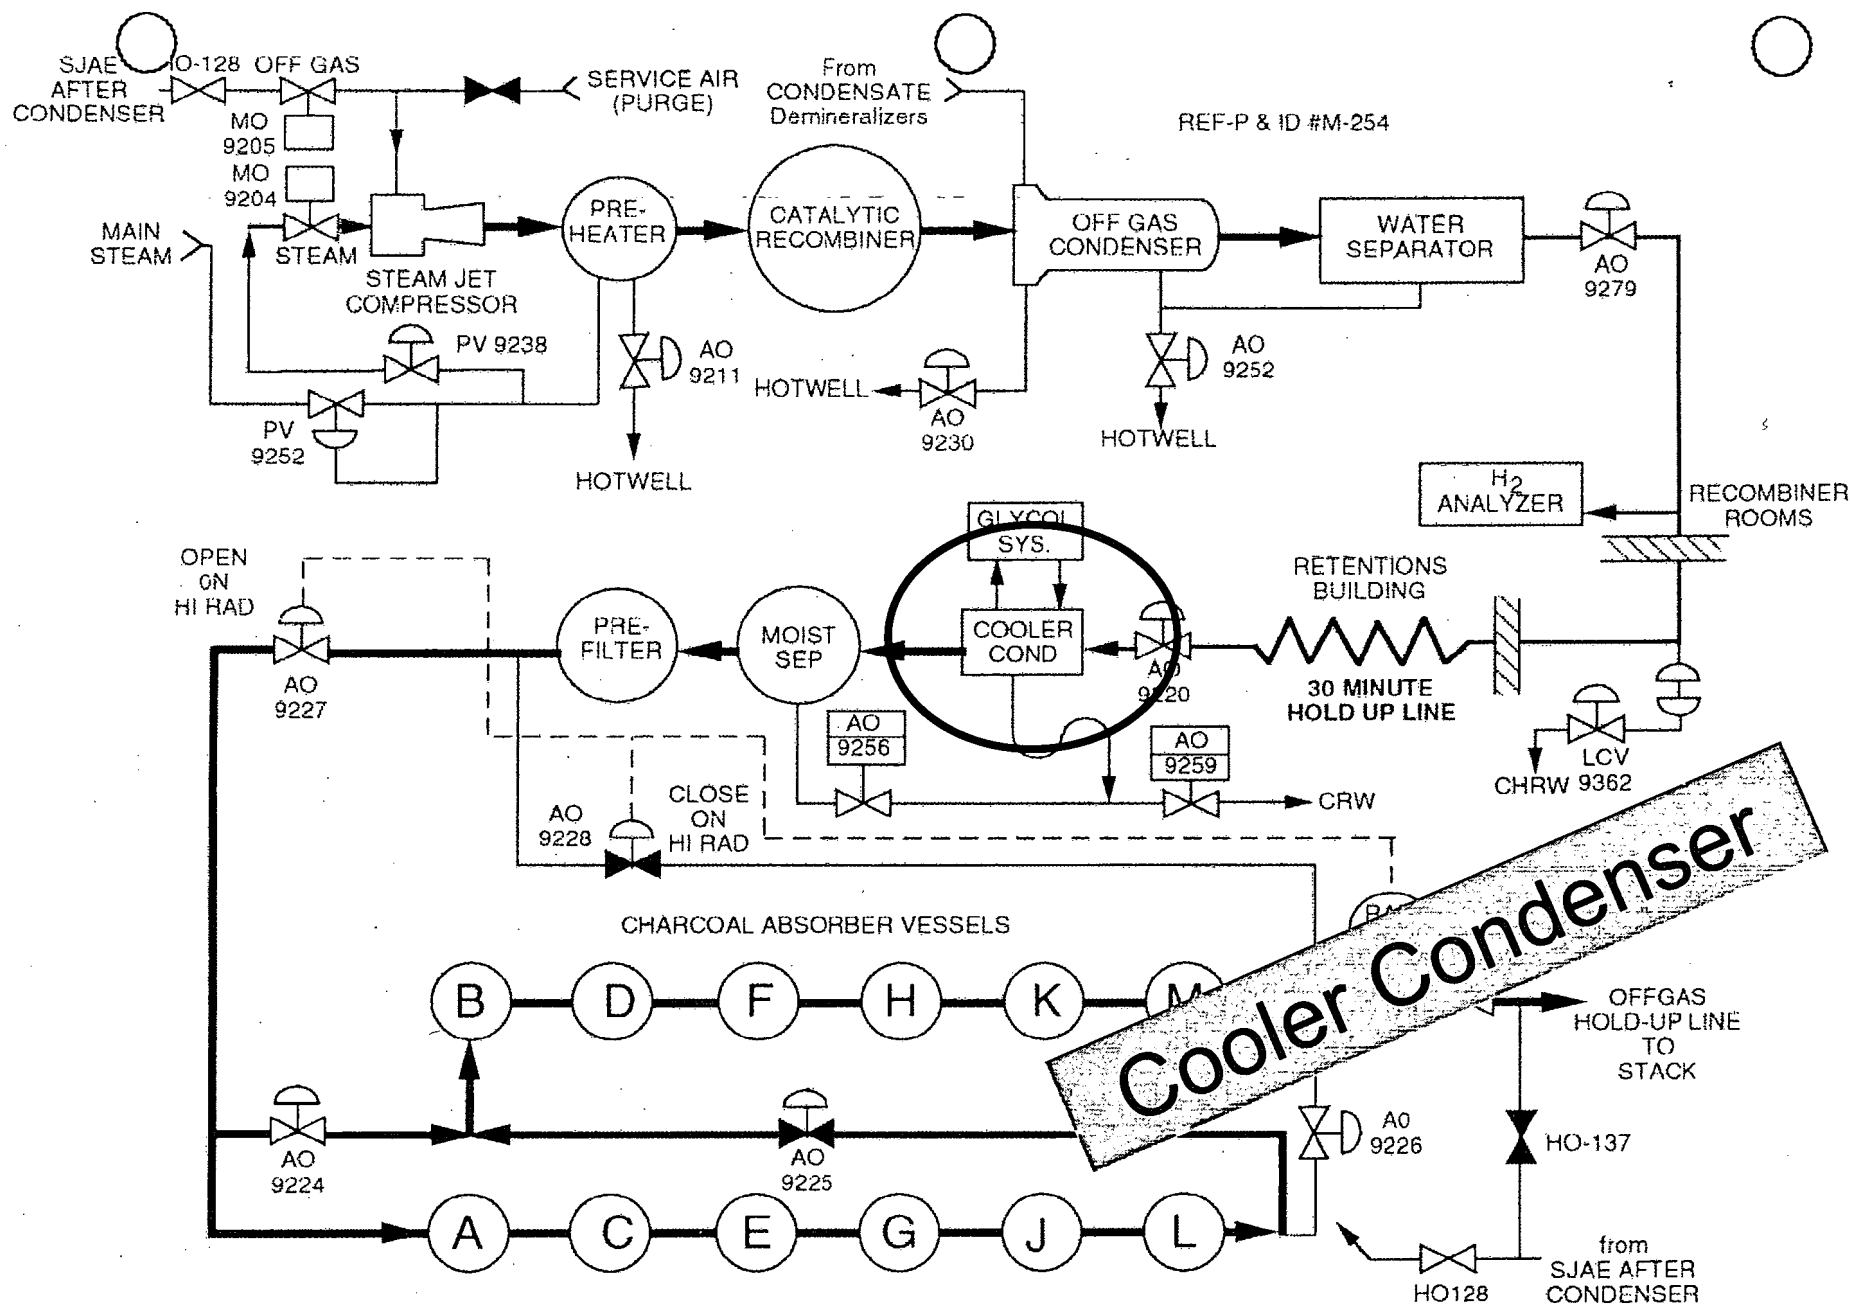 SJAE
AFTER
CONDENSER
IO-128
OFF GAS
MO
9205
MO
9204
SERVICE AIR
(PURGE)
From
CONDENSATE
Demineralizers
REF-P & ID #M-254
MAIN
STEAM
STEAM
STEAM JET
COMPRESSOR
PRE-
HEATER
CATALYTIC
RECOMBINER
OFF GAS
CONDENSER
WATER
SEPARATOR
AO
9279
PV 9238
PV
9252
AO
9211
HOTWELL
HOTWELL
AO
9230
AO
9252
HOTWELL
H2
ANALYZER
RECOMBINER
ROOMS
OPEN
0N
HI RAD
AO
9227
PRE-
FILTER
MOIST
SEP
GLYCOL
SYS.
COOLER
COND
AO
9220
RETENTIONS
BUILDING
30 MINUTE
HOLD UP LINE
LCV
9362
CHRW
AO
9256
AO
9259
CRW
AO
9228
CLOSE
ON
HI RAD
CHARCOAL ABSORBER VESSELS
B D F H K M
Cooler Condenser
OFFGAS
HOLD-UP LINE
TO
STACK
AO
9224
AO
9225
A0
9226
HO-137
A C E G J L
HO128
from
SJAE AFTER
CONDENSER